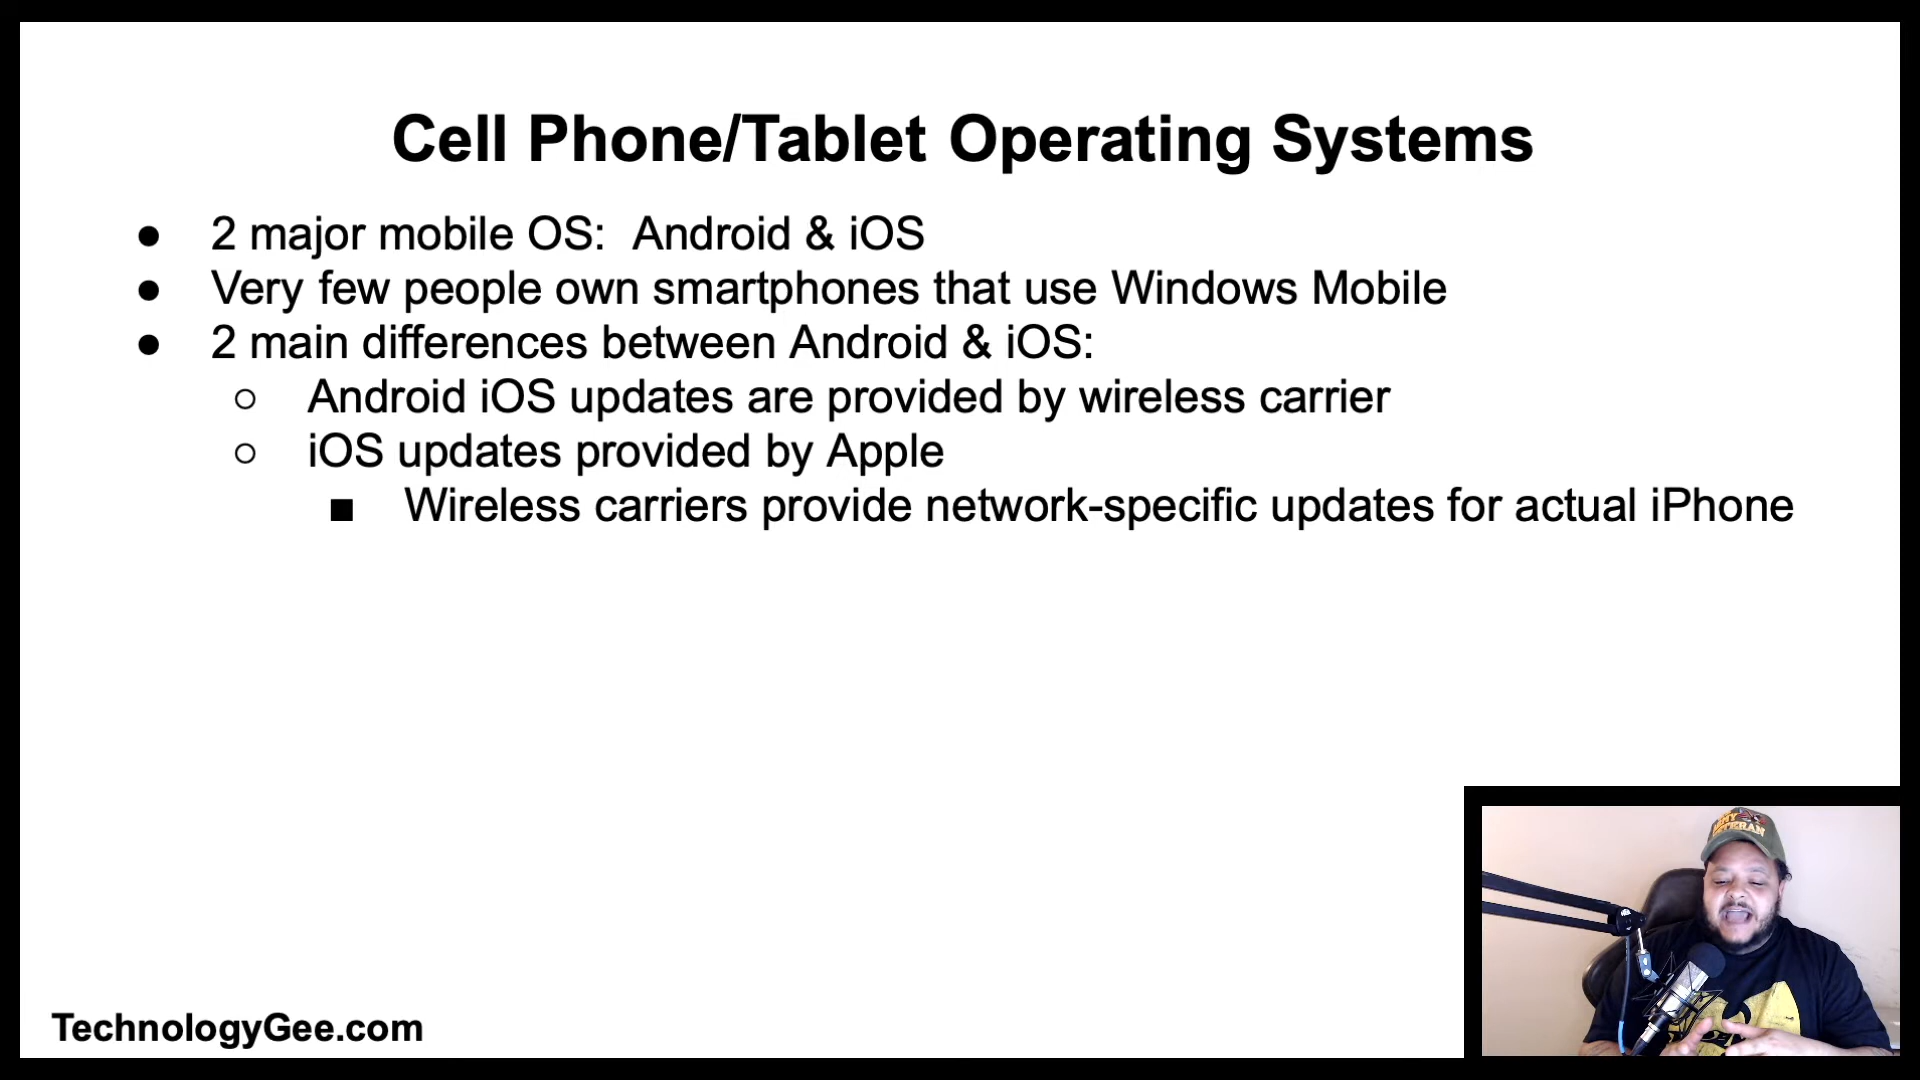 Cell Phone/Tablet Operating Systems
● 2 major mobile OS: Android & iOS
● Very few people own smartphones that use Windows Mobile
● 2 main differences between Android & iOS:
○ Android iOS updates are provided by wireless carrier
○ iOS updates provided by Apple
■ Wireless carriers provide network-specific updates for actual iPhone
VETERAN
TechnologyGee.com